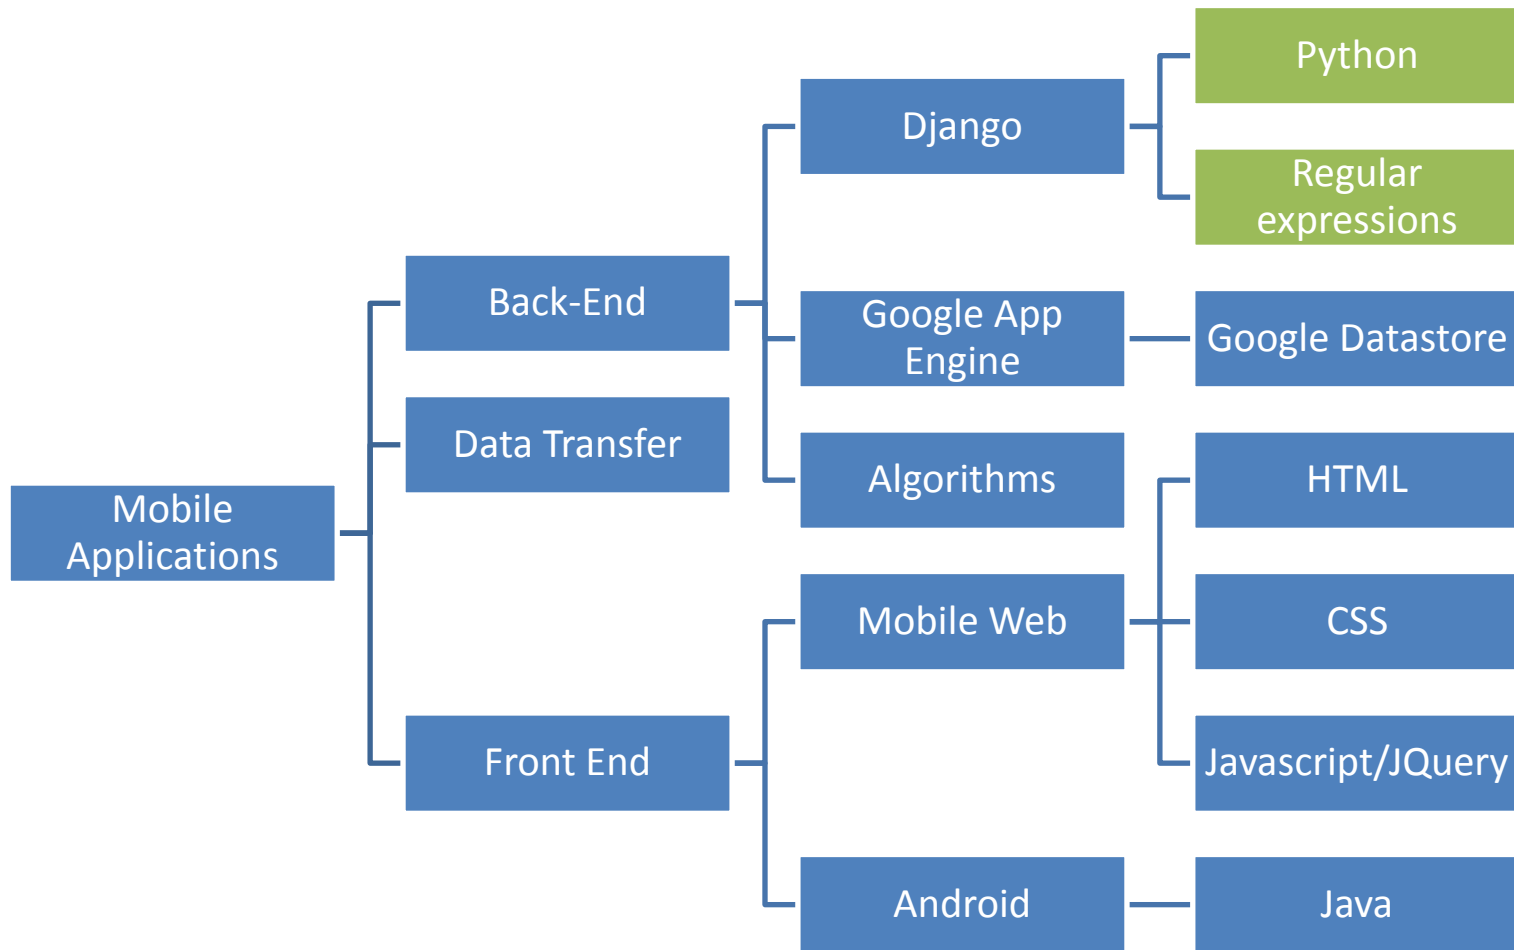 Python
Django
Regular
expressions
Back-End
Google App
Engine
Google Datastore
Data Transfer
Algorithms
HTML
Mobile
Applications
Mobile Web
CSS
Front End
Javascript/JQuery
Android
Java